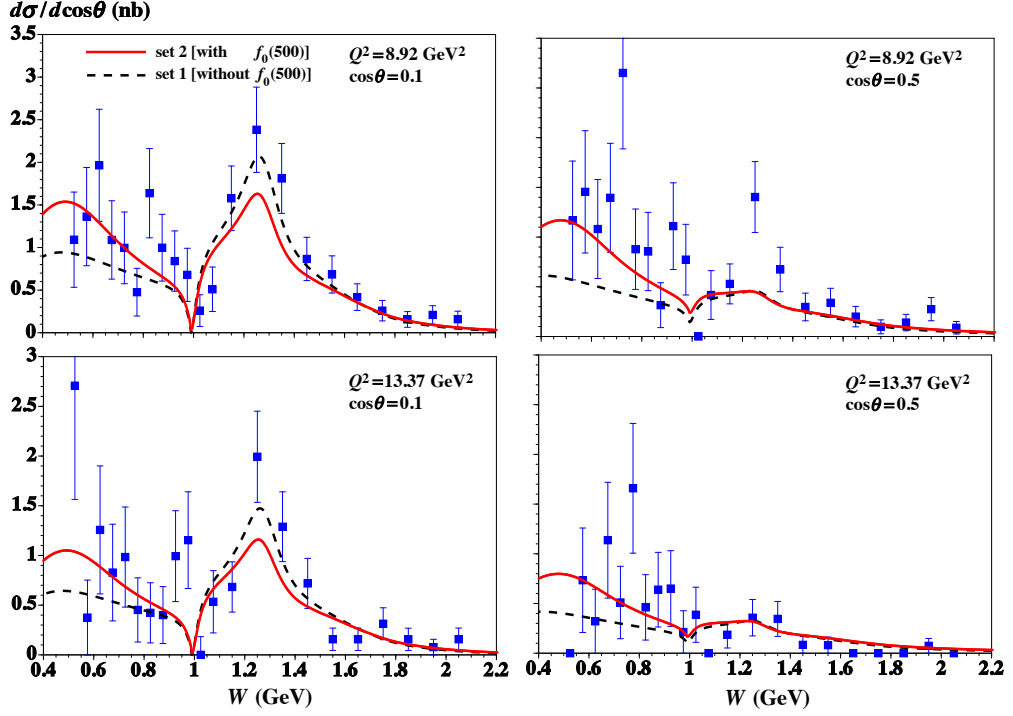 dσ/dcosθ (nb)
3.5
3
2.5
2
1.5
1
0.5
0
set 2 [with f₀(500)]
set 1 [without f₀(500)]
Q²=8.92 GeV²
cosθ=0.1
Q²=8.92 GeV²
cosθ=0.5
3
2.5
2
1.5
1
0.5
0
Q²=13.37 GeV²
cosθ=0.1
Q²=13.37 GeV²
cosθ=0.5
0.4 0.6 0.8 1 1.2 1.4 1.6 1.8 2 2.2
0.4 0.6 0.8 1 1.2 1.4 1.6 1.8 2 2.2
W (GeV)
W (GeV)